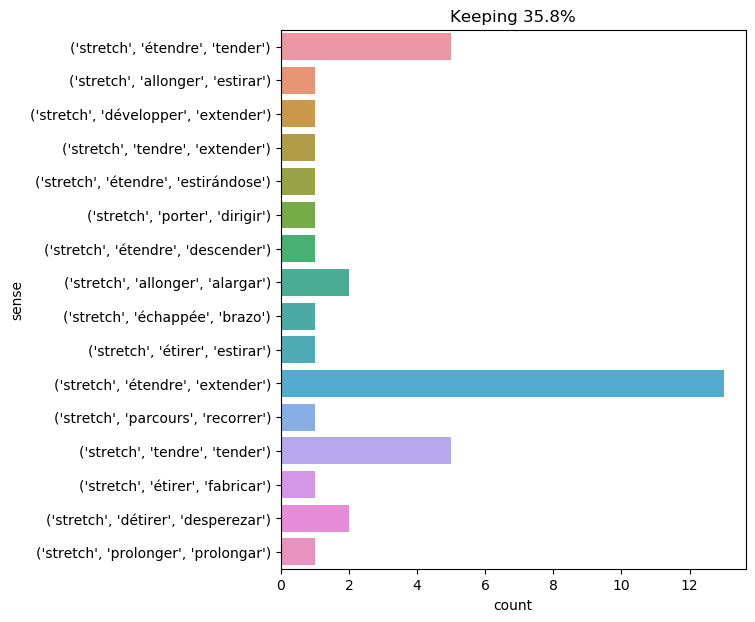 Keeping 35.8%
('stretch', 'étendre', 'tender')
('stretch', 'allonger', 'estirar')
('stretch', 'développer', 'extender')
('stretch', 'tendre', 'extender')
('stretch', 'étendre', 'estirándose')
('stretch', 'porter', 'dirigir')
('stretch', 'étendre', 'descender')
('stretch', 'allonger', 'alargar')
('stretch', 'échappée', 'brazo')
('stretch', 'étirer', 'estirar')
('stretch', 'étendre', 'extender')
('stretch', 'parcours', 'recorrer')
('stretch', 'tendre', 'tender')
('stretch', 'étirer', 'fabricar')
('stretch', 'détirer', 'desperezar')
('stretch', 'prolonger', 'prolongar')
sense
0 2 4 6 8 10 12
count